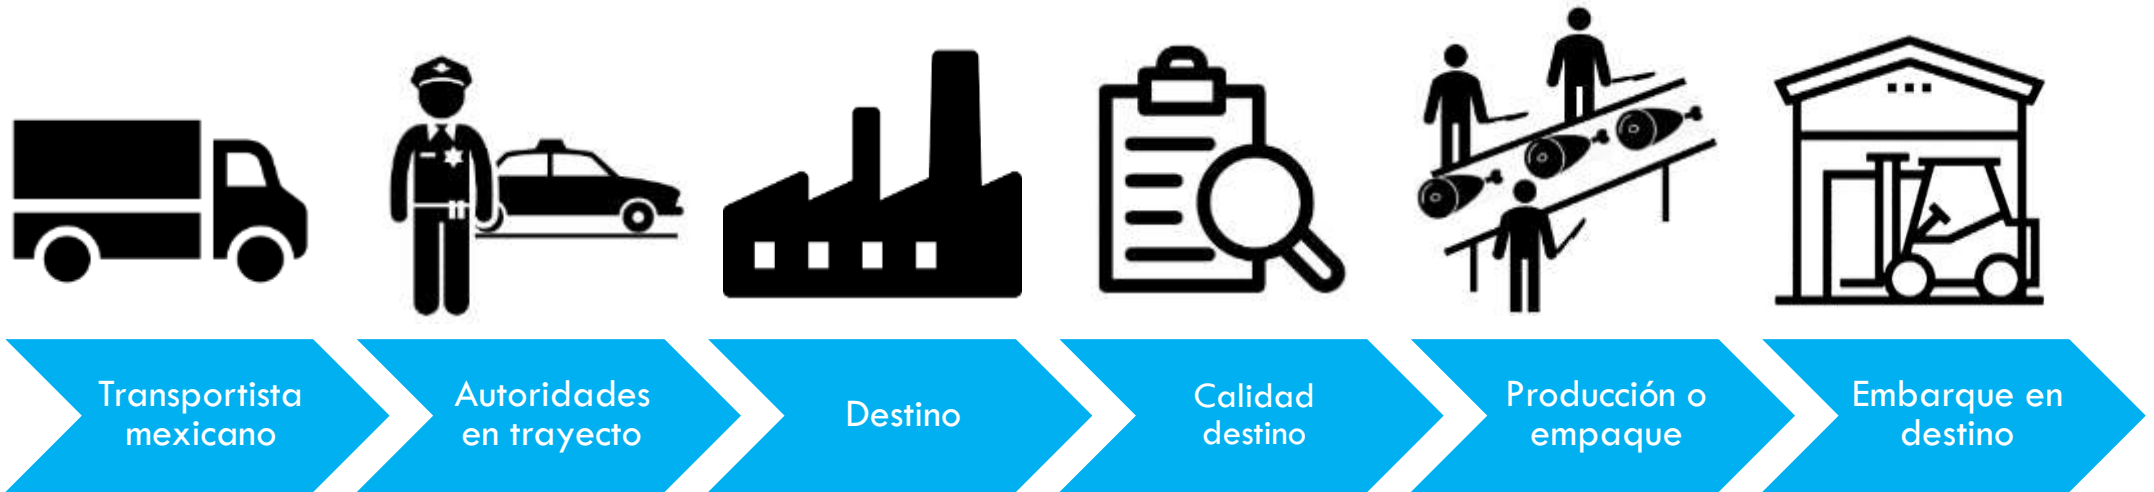 Transportista
mexicano
Autoridades
en trayecto
Destino
Calidad
destino
Producción o
empaque
Embarque en
destino